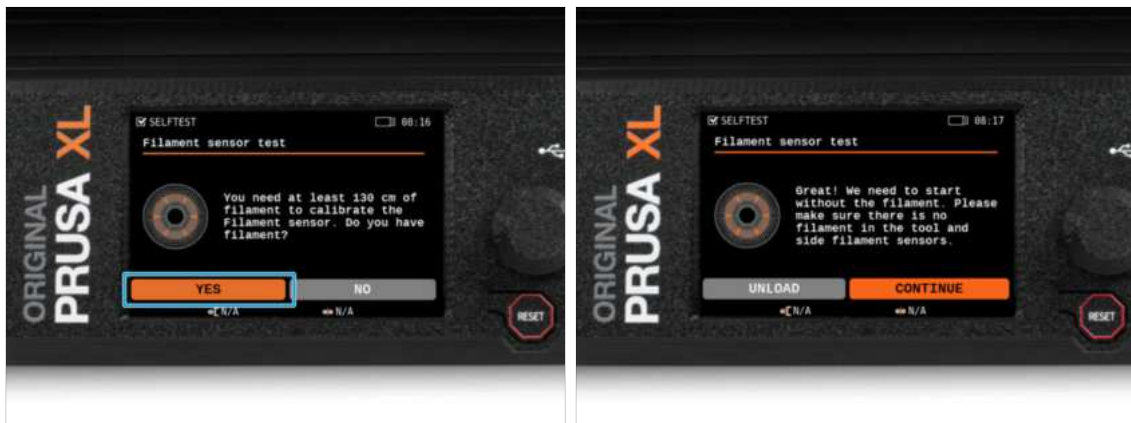 ORIGINAL
PRUSA XL
SELFTEST
08:16
Filament sensor test
You need at least 130 cm of
filament to calibrate the
Filament sensor. Do you have
filament?
YES
NO
N/A
N/A
RESET
ORIGINAL
PRUSA XL
SELFTEST
08:17
Filament sensor test
Great! We need to start
without the filament. Please
make sure there is no
filament in the tool and
side filament sensors.
UNLOAD
CONTINUE
N/A
N/A
RESET